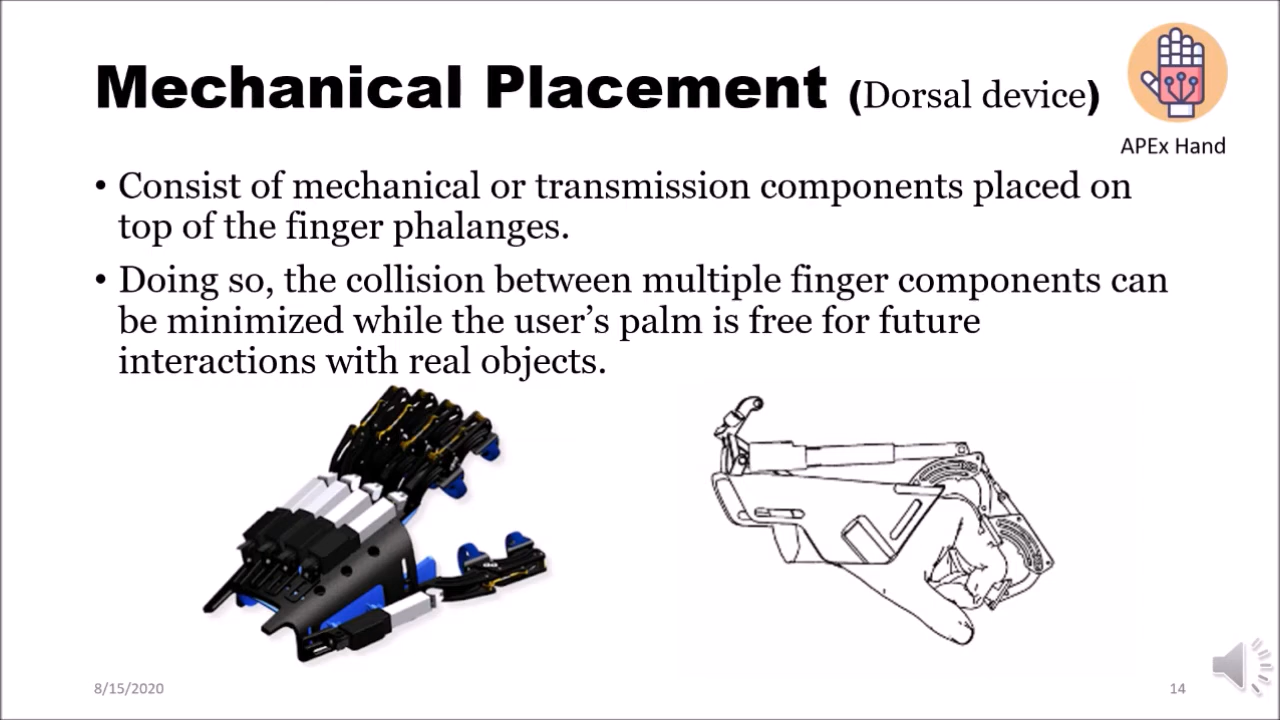 Mechanical Placement (Dorsal device)
APEx Hand
• Consist of mechanical or transmission components placed on
top of the finger phalanges.
• Doing so, the collision between multiple finger components can
be minimized while the user’s palm is free for future
interactions with real objects.
8/15/2020
14